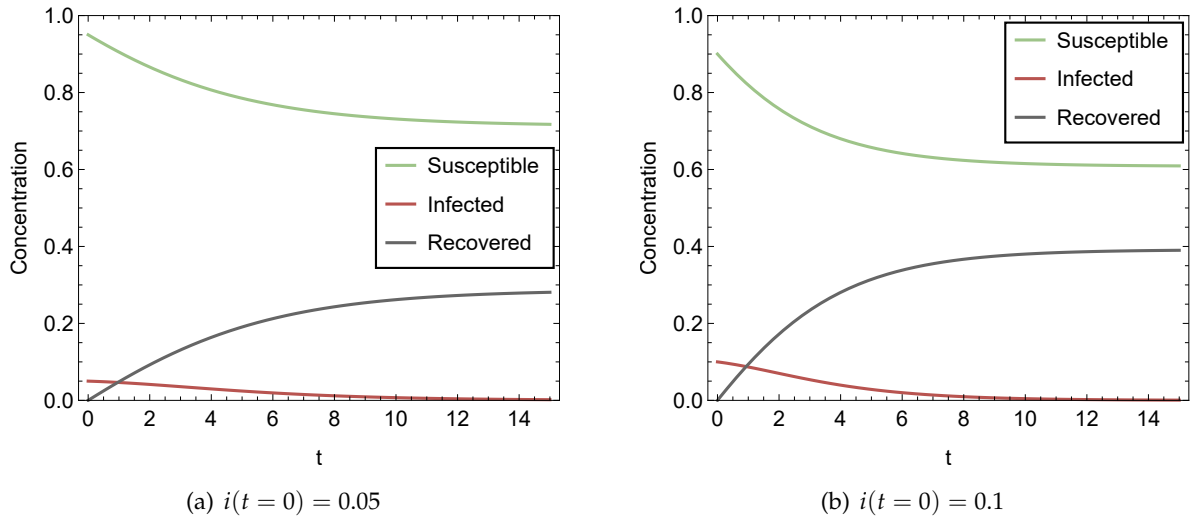 1.0
0.8
0.6
0.4
0.2
0.0
Concentration
Susceptible
Infected
Recovered
0 2 4 6 8 10 12 14
t
(a) i(t = 0) = 0.05
1.0
0.8
0.6
0.4
0.2
0.0
Concentration
Susceptible
Infected
Recovered
0 2 4 6 8 10 12 14
t
(b) i(t = 0) = 0.1